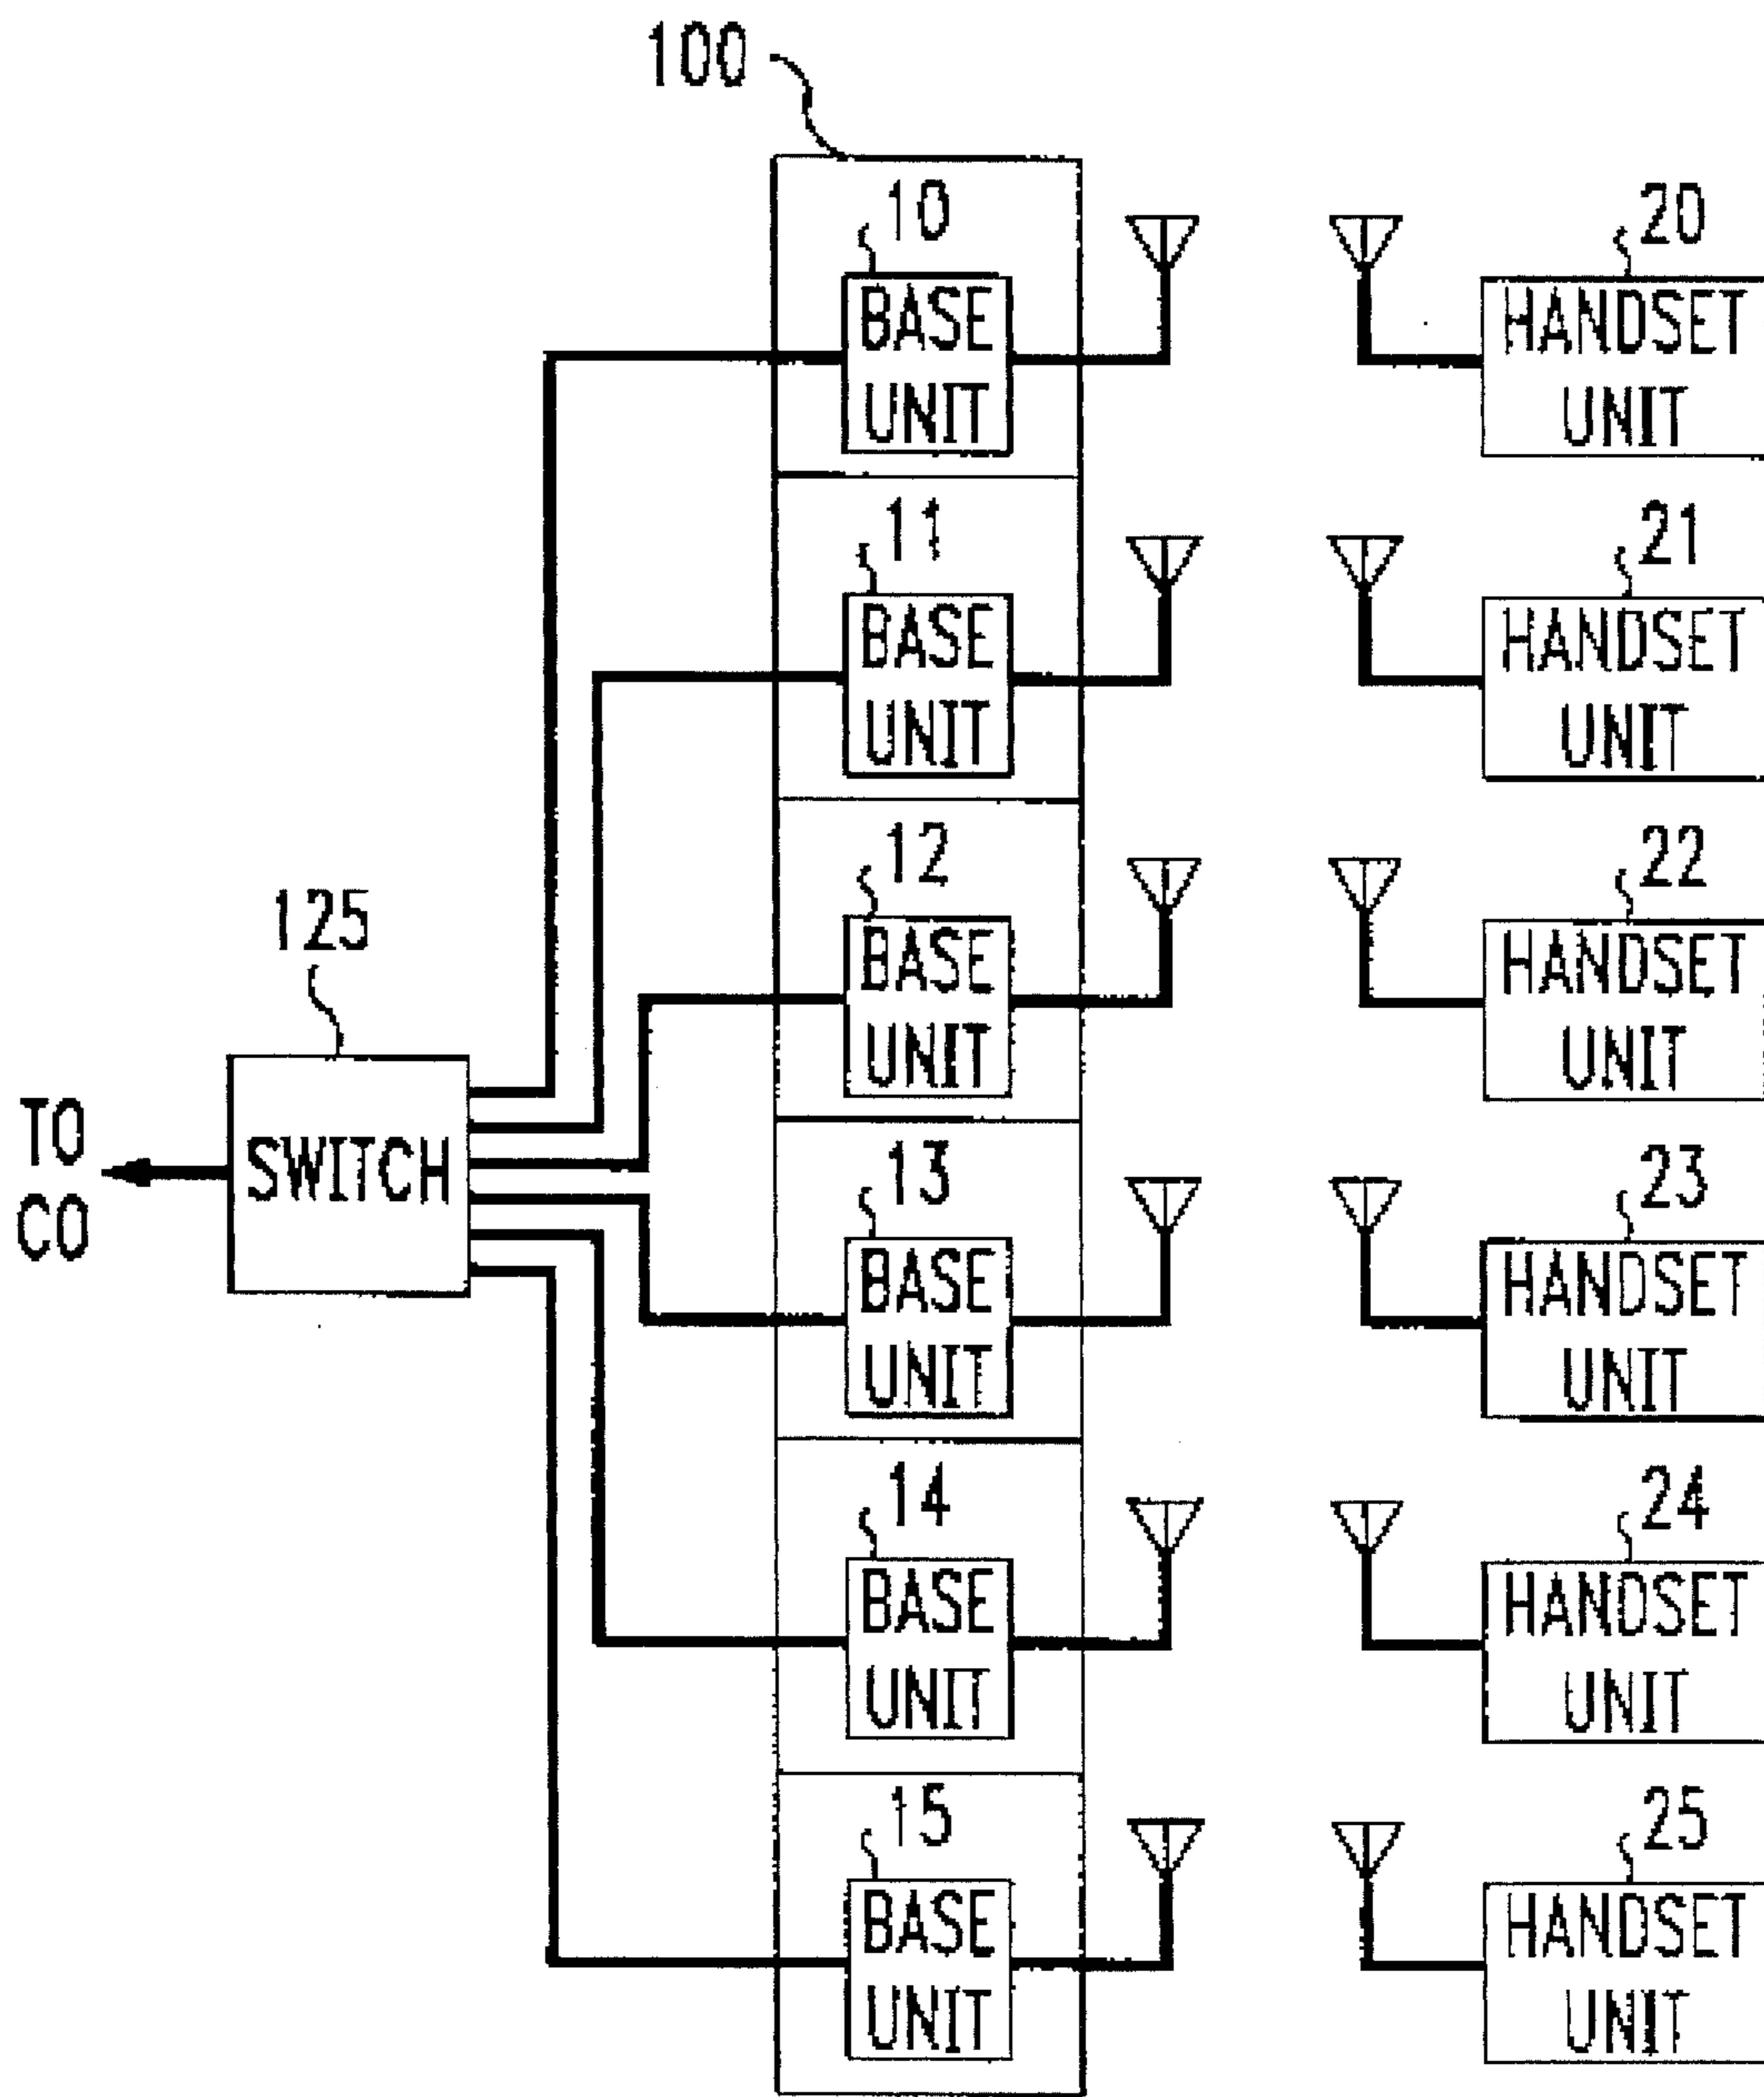 100
10
BASE
UNIT
20
HANDSET
UNIT
11
BASE
UNIT
21
HANDSET
UNIT
12
BASE
UNIT
22
HANDSET
UNIT
125
SWITCH
TO
CO
13
BASE
UNIT
23
HANDSET
UNIT
14
BASE
UNIT
24
HANDSET
UNIT
15
BASE
UNIT
25
HANDSET
UNIT